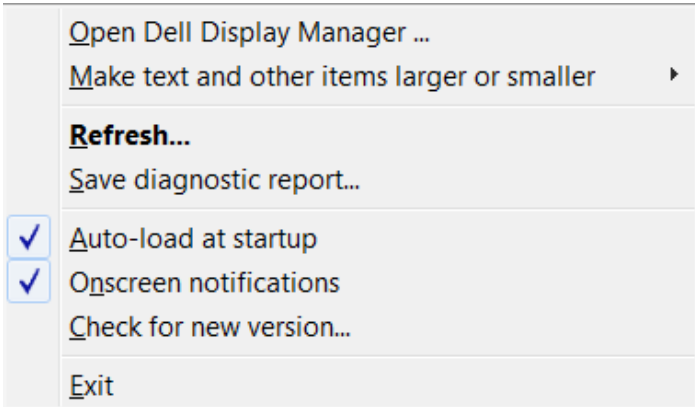 Open Dell Display Manager ...
Make text and other items larger or smaller
Refresh...
Save diagnostic report...
Auto-load at startup
Onscreen notifications
Check for new version...
Exit